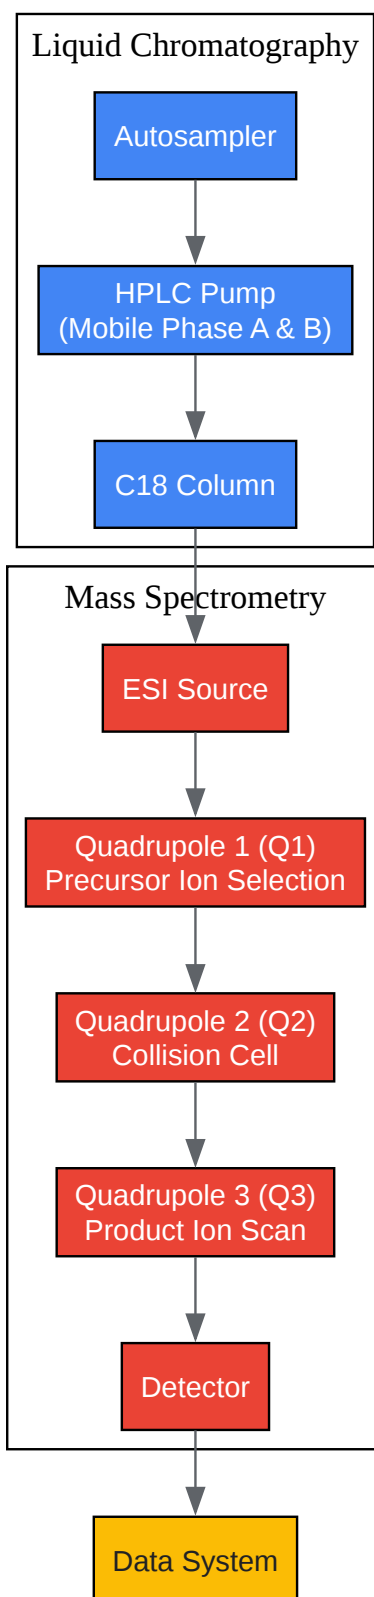 Liquid Chromatography
Autosampler
HPLC Pump
(Mobile Phase A & B)
C18 Column
Mass Spectrometry
ESI Source
Quadrupole 1 (Q1)
Precursor Ion Selection
Quadrupole 2 (Q2)
Collision Cell
Quadrupole 3 (Q3)
Product Ion Scan
Detector
Data System